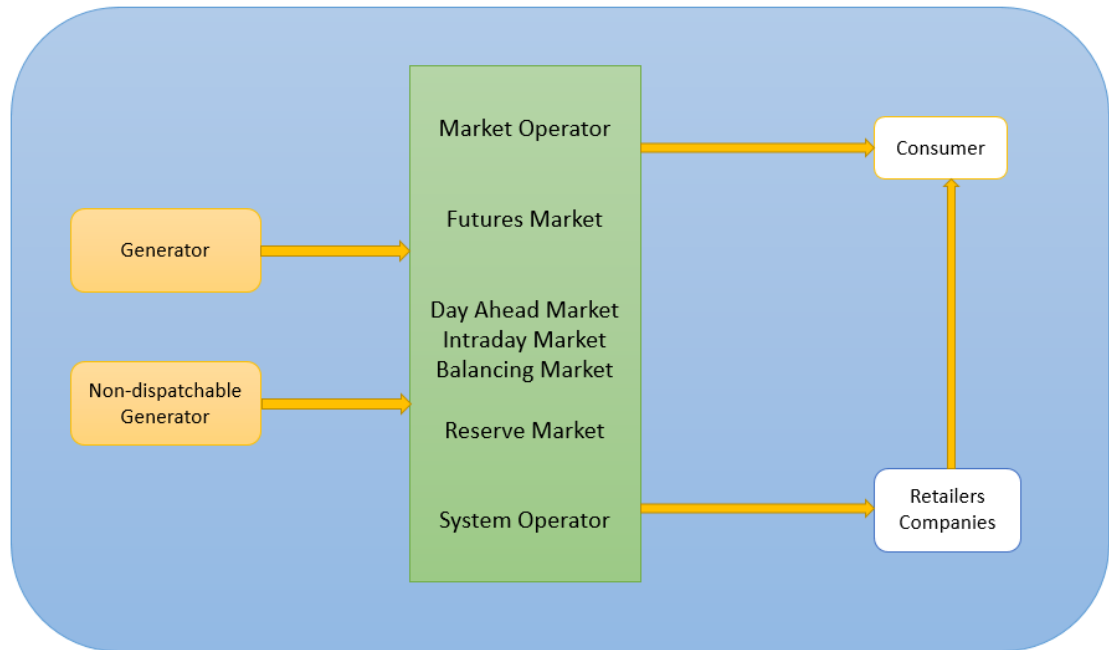 Generator
Non-dispatchable
Generator
Market Operator
Futures Market
Day Ahead Market
Intraday Market
Balancing Market
Reserve Market
System Operator
Consumer
Retailers
Companies